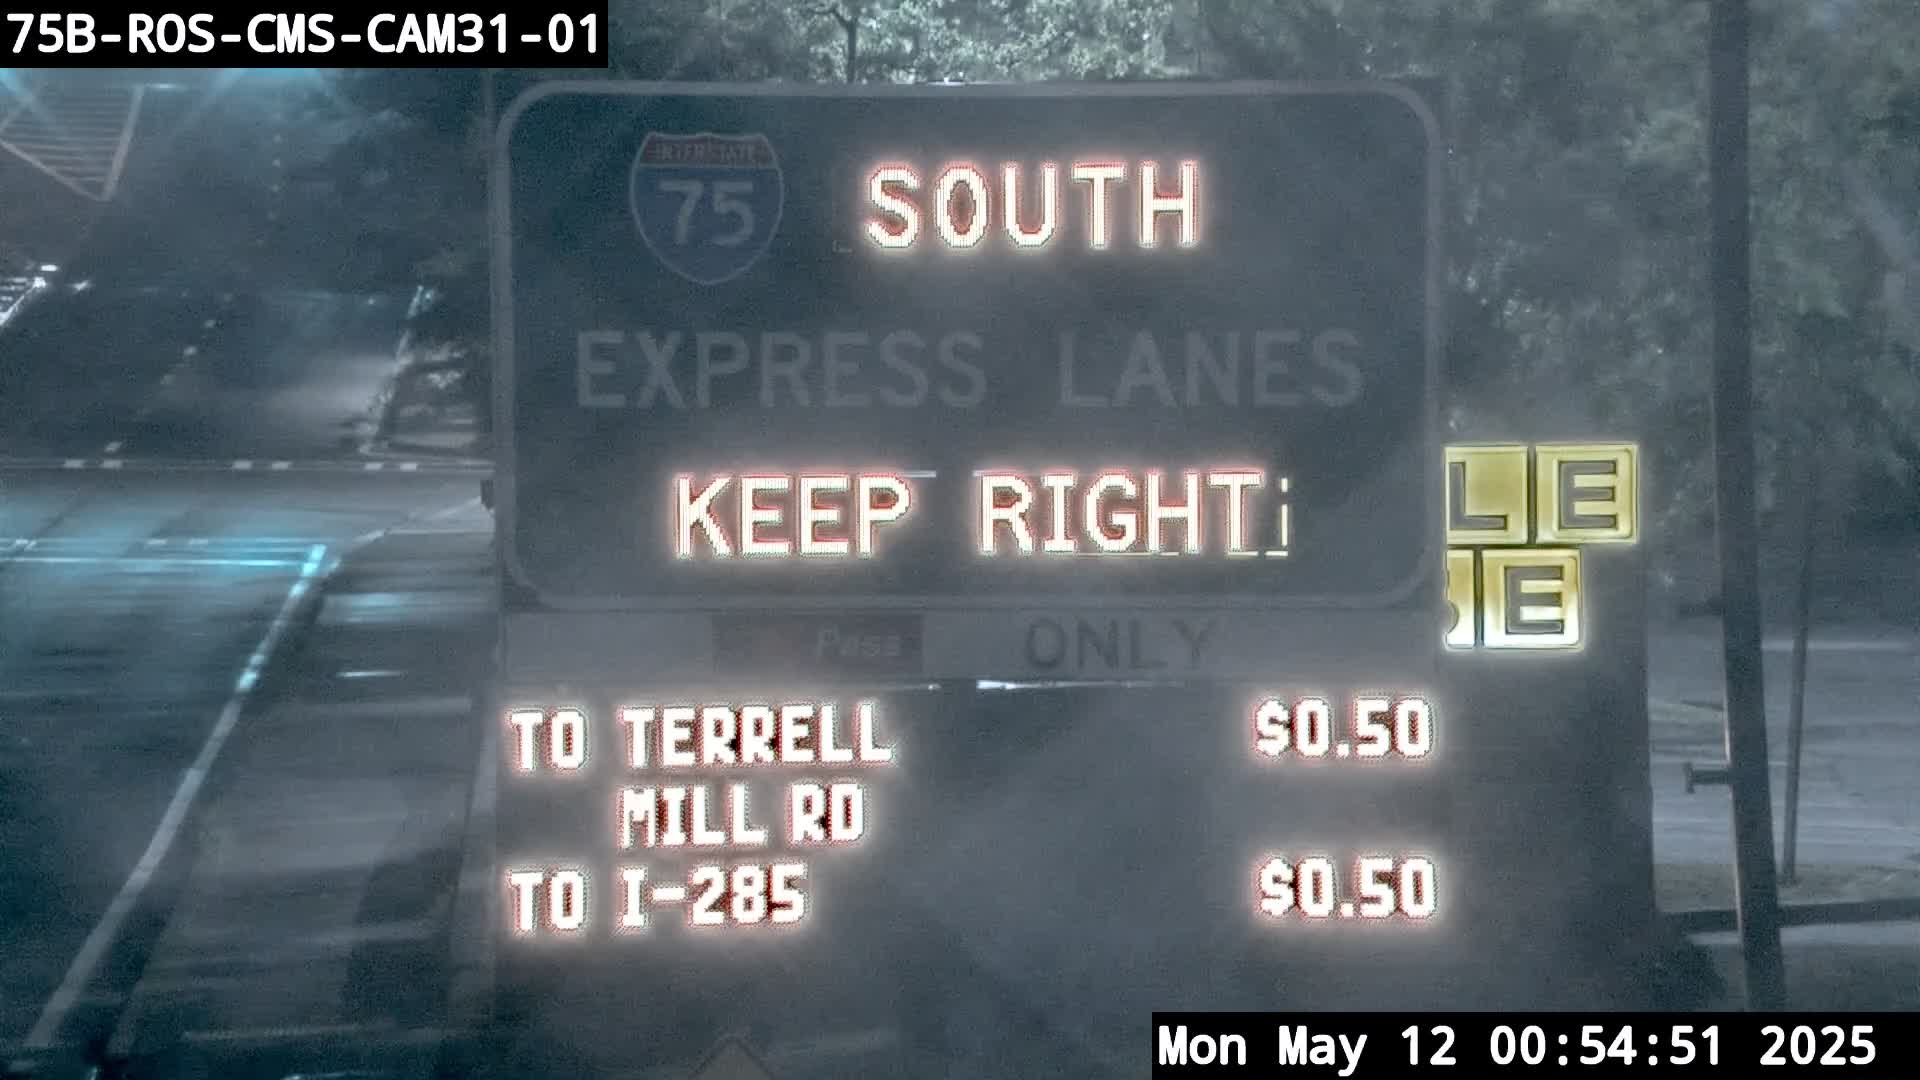 75B-ROS-CMS-CAM31-01
INTERSTATE
75
SOUTH
EXPRESS LANES
KEEP RIGHT
LE
E
Pass ONLY
TO TERRELL $0.50
MILL RD
TO I-285 $0.50
Mon May 12 00:54:51 2025